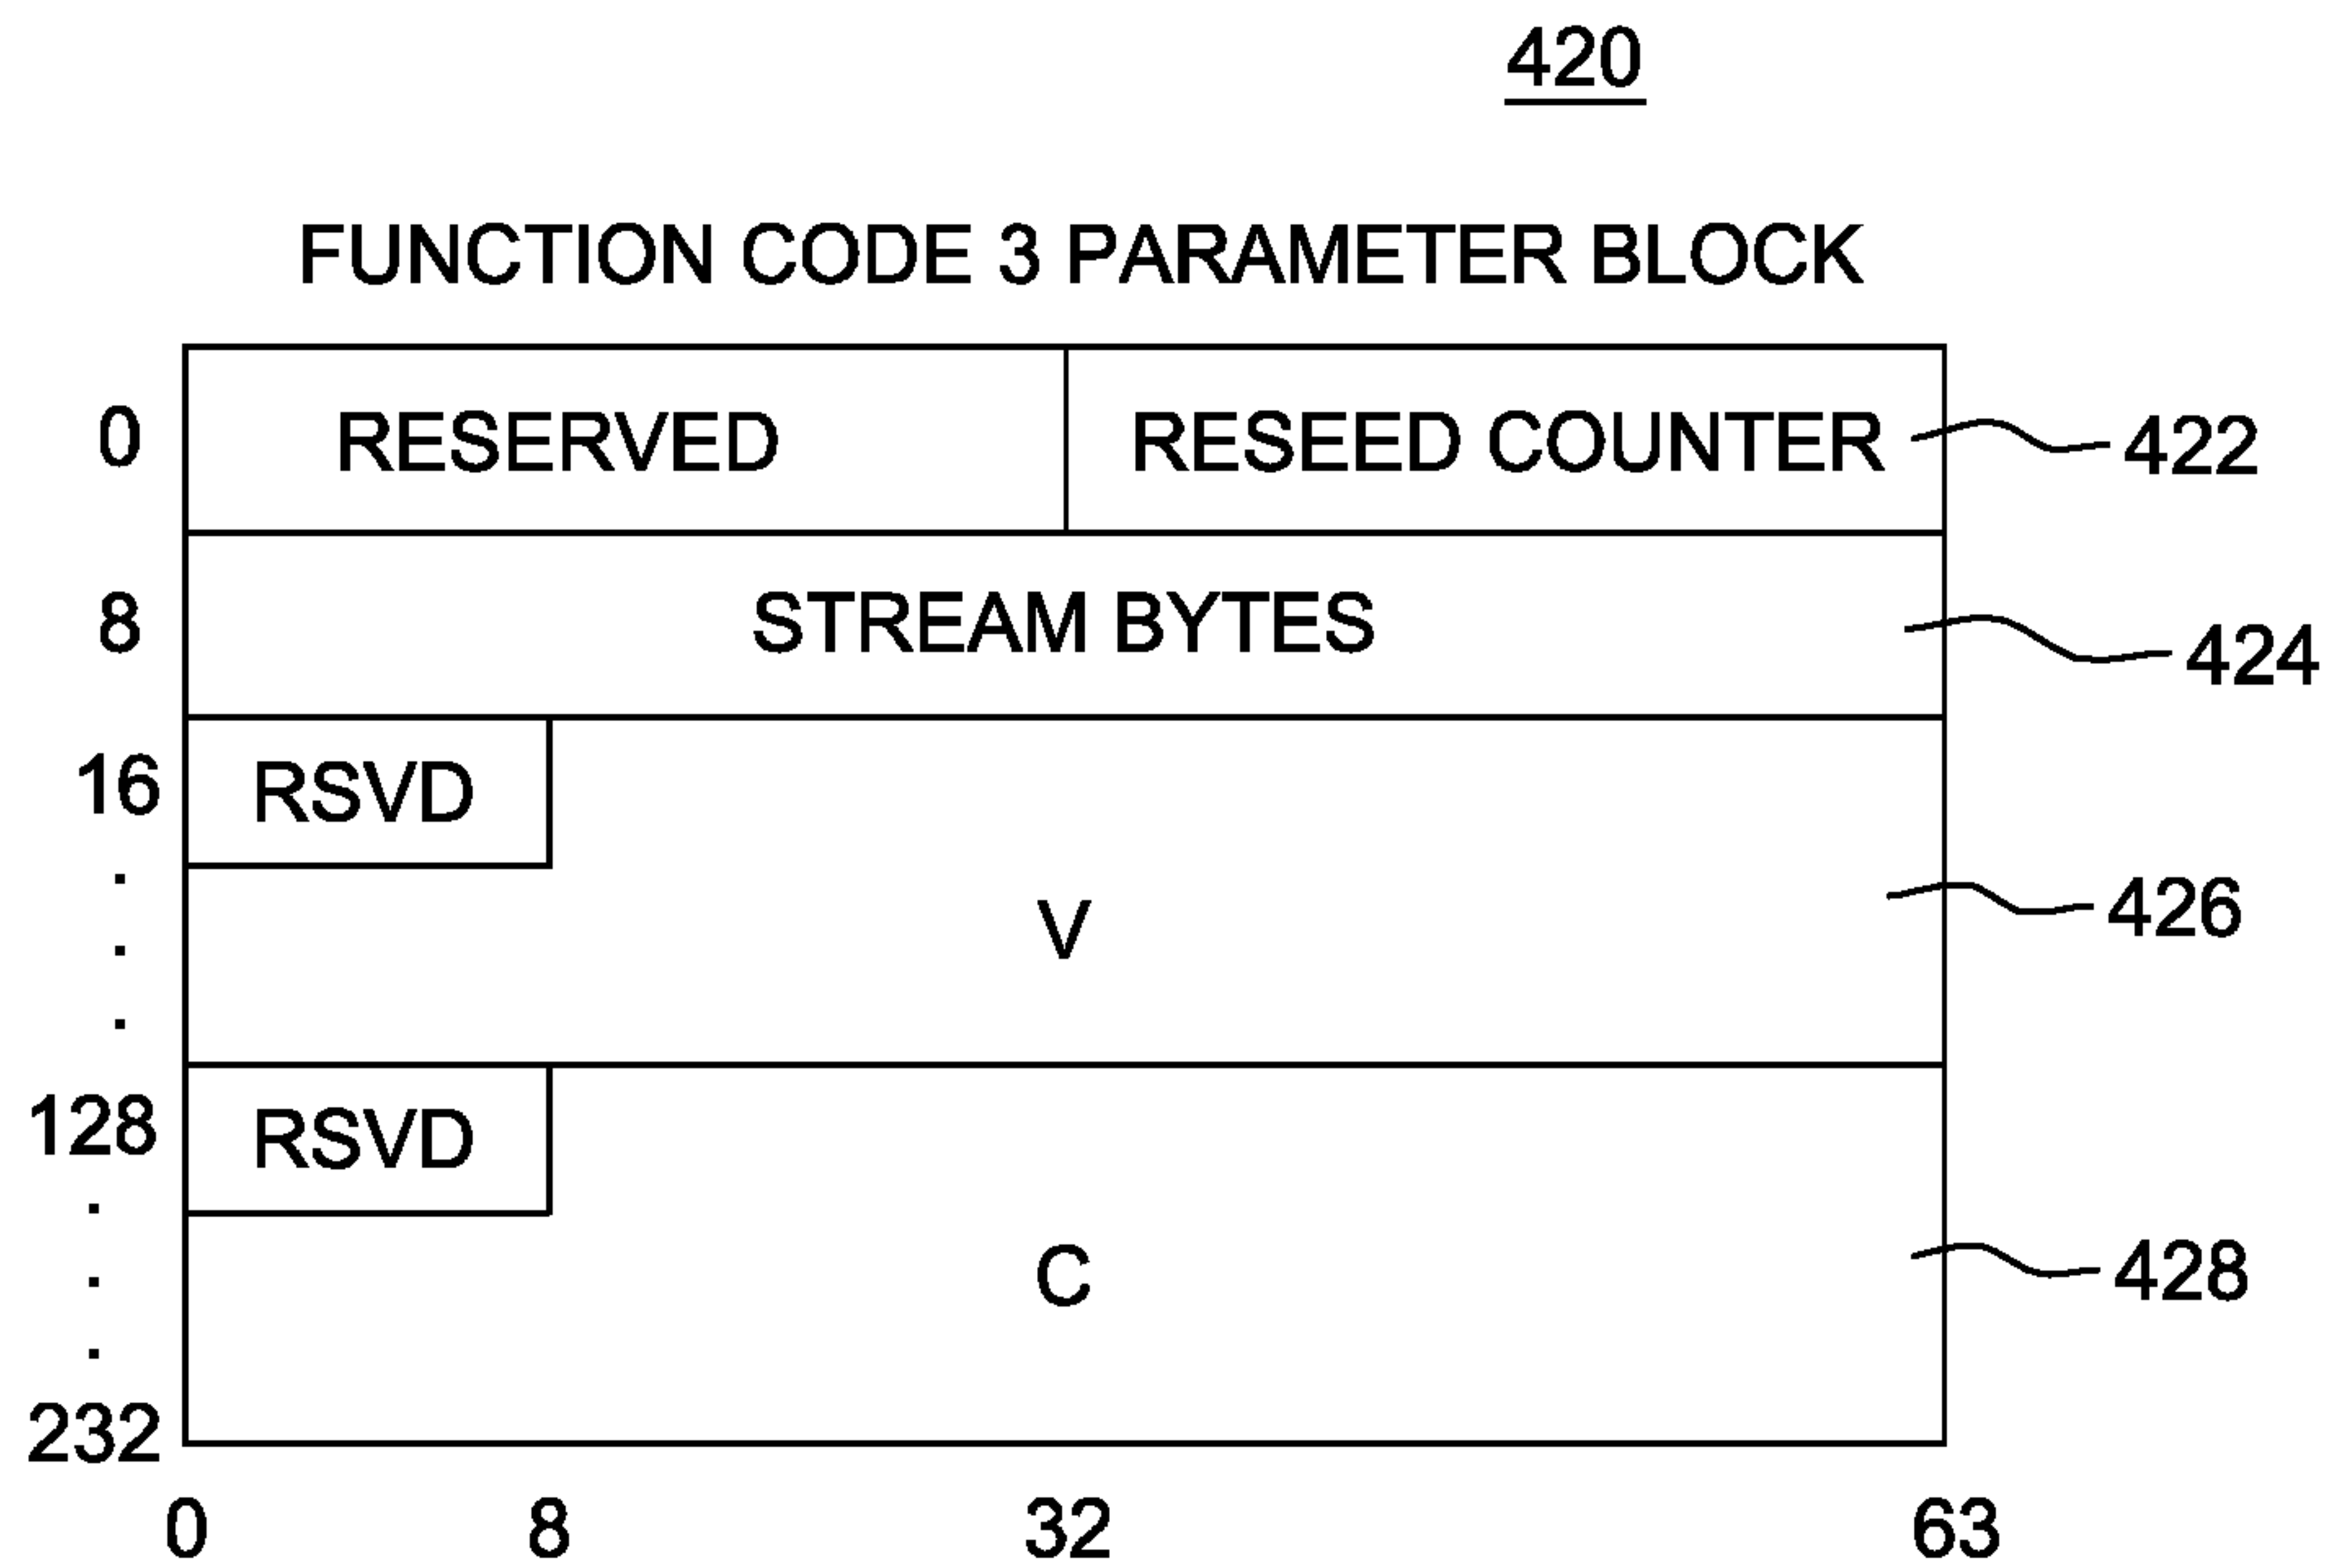 420
FUNCTION CODE 3 PARAMETER BLOCK
0 RESERVED RESEED COUNTER 422
8 STREAM BYTES 424
16 RSVD
V 426
128 RSVD
C 428
232
0 8 32 63